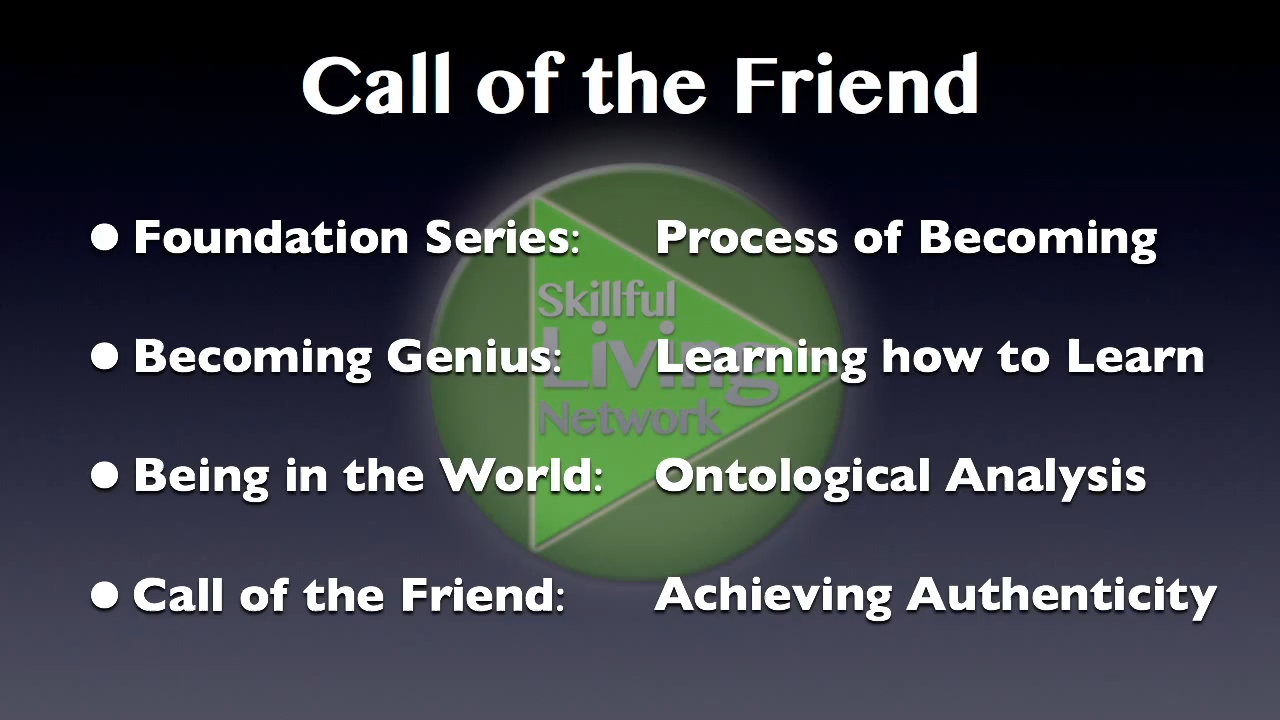 Call of the Friend
• Foundation Series: Process of Becoming
• Becoming Genius: Learning how to Learn
• Being in the World: Ontological Analysis
• Call of the Friend: Achieving Authenticity
Skillful
Living
Network